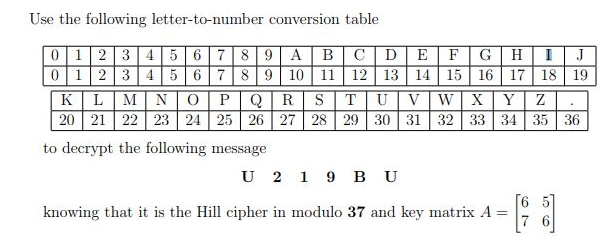 Use the following letter-to-number conversion table
0 1 2 3 4 5 6 7 8 9 A B C D E F G H I J
0 1 2 3 4 5 6 7 8 9 10 11 12 13 14 15 16 17 18 19
K L M N O P Q R S T U V W X Y Z .
20 21 22 23 24 25 26 27 28 29 30 31 32 33 34 35 36
to decrypt the following message
U 2 1 9 B U
knowing that it is the Hill cipher in modulo 37 and key matrix A = [6 5
7 6]